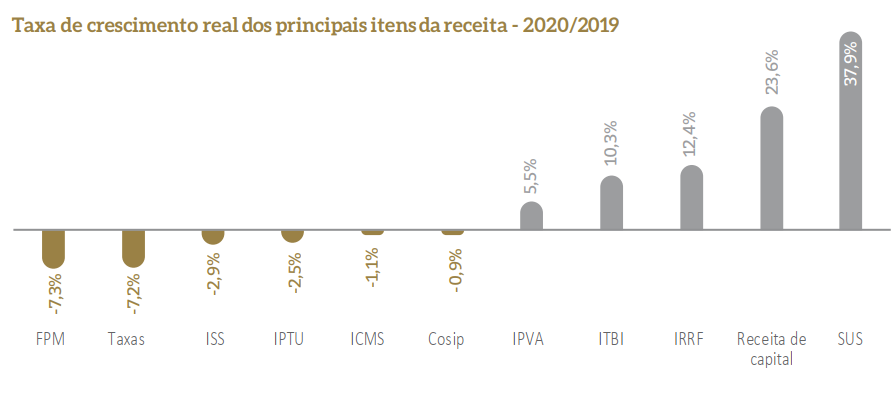 Taxa de crescimento real dos principais itens da receita - 2020/2019
-7,3%
-7,2%
-2,9%
-2,5%
-1,1%
-0,9%
5,5%
10,3%
12,4%
23,6%
37,9%
FPM
Taxas
ISS
IPTU
ICMS
Cosip
IPVA
ITBI
IRRF
Receita de
capital
SUS